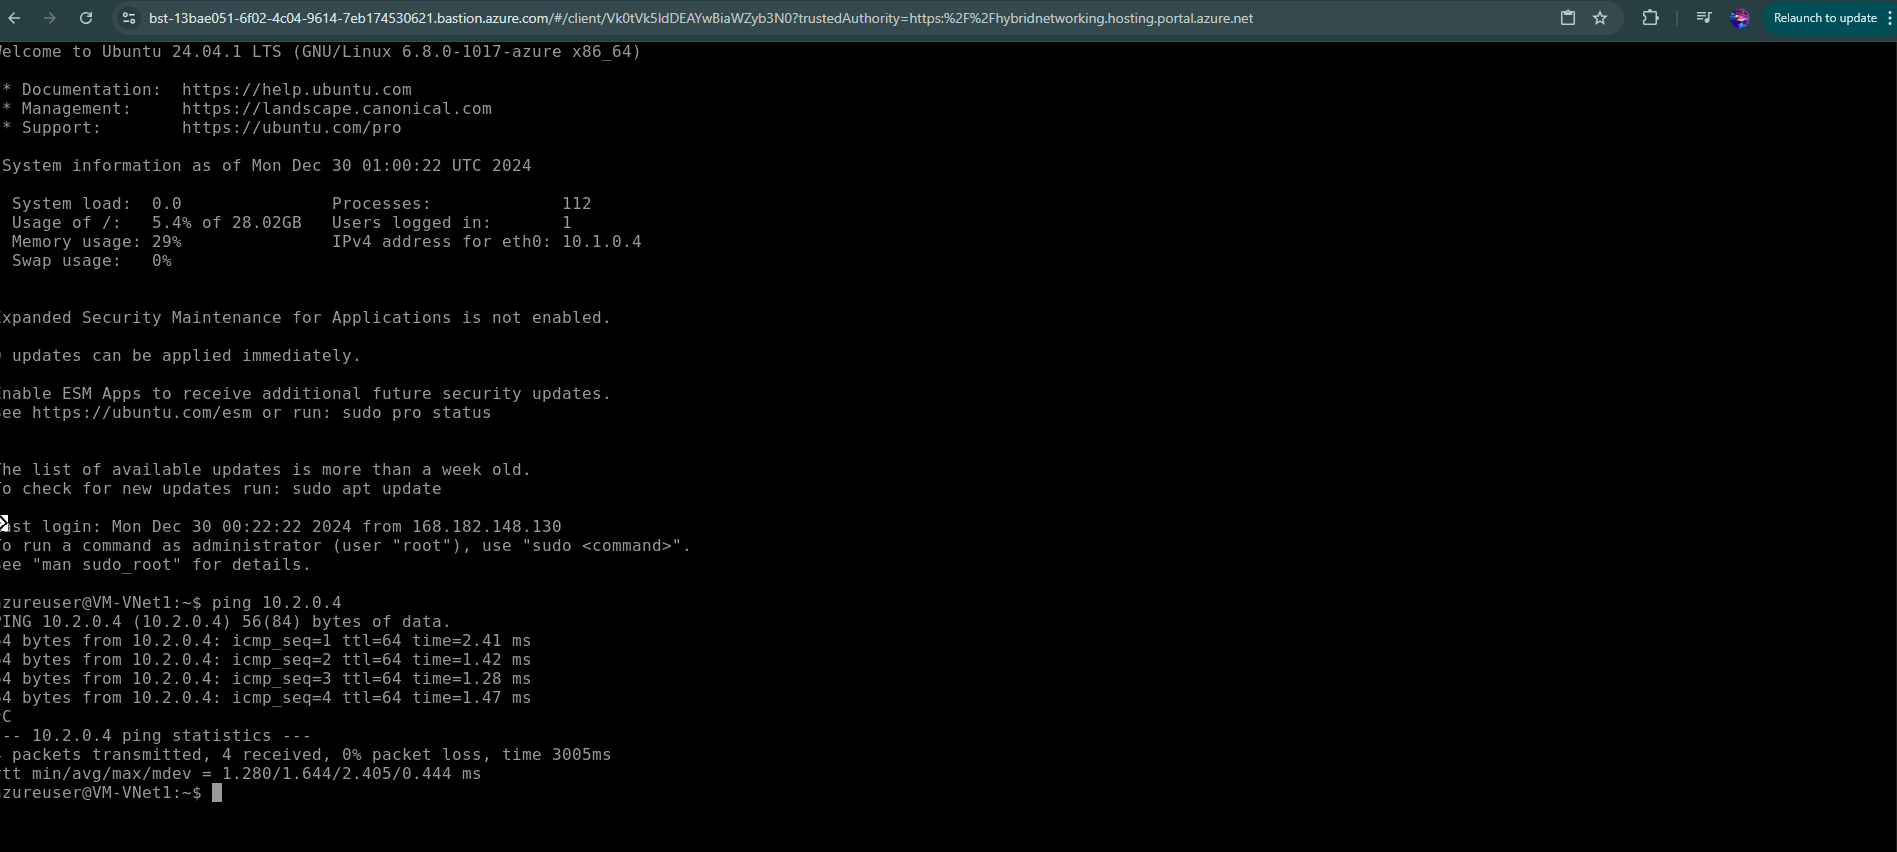 bst-13bae051-6f02-4c04-9614-7eb174530621.bastion.azure.com/#/client/Vk0tVk5ldDEAYwBiaWZyb3N0?trustedAuthority=https:%2F%2Fhybridnetworking.hosting.portal.azure.net
Relaunch to update
elcome to Ubuntu 24.04.1 LTS (GNU/Linux 6.8.0-1017-azure x86_64)
* Documentation:  https://help.ubuntu.com
* Management:     https://landscape.canonical.com
* Support:        https://ubuntu.com/pro
System information as of Mon Dec 30 01:00:22 UTC 2024
System load:  0.0               Processes:             112
Usage of /:   5.4% of 28.02GB   Users logged in:       1
Memory usage: 29%               IPv4 address for eth0: 10.1.0.4
Swap usage:   0%
xpanded Security Maintenance for Applications is not enabled.
updates can be applied immediately.
nable ESM Apps to receive additional future security updates.
ee https://ubuntu.com/esm or run: sudo pro status
he list of available updates is more than a week old.
o check for new updates run: sudo apt update
ast login: Mon Dec 30 00:22:22 2024 from 168.182.148.130
o run a command as administrator (user "root"), use "sudo <command>".
ee "man sudo_root" for details.
azureuser@VM-VNet1:~$ ping 10.2.0.4
PING 10.2.0.4 (10.2.0.4) 56(84) bytes of data.
64 bytes from 10.2.0.4: icmp_seq=1 ttl=64 time=2.41 ms
64 bytes from 10.2.0.4: icmp_seq=2 ttl=64 time=1.42 ms
64 bytes from 10.2.0.4: icmp_seq=3 ttl=64 time=1.28 ms
64 bytes from 10.2.0.4: icmp_seq=4 ttl=64 time=1.47 ms
^C
-- 10.2.0.4 ping statistics ---
packets transmitted, 4 received, 0% packet loss, time 3005ms
rtt min/avg/max/mdev = 1.280/1.644/2.405/0.444 ms
azureuser@VM-VNet1:~$